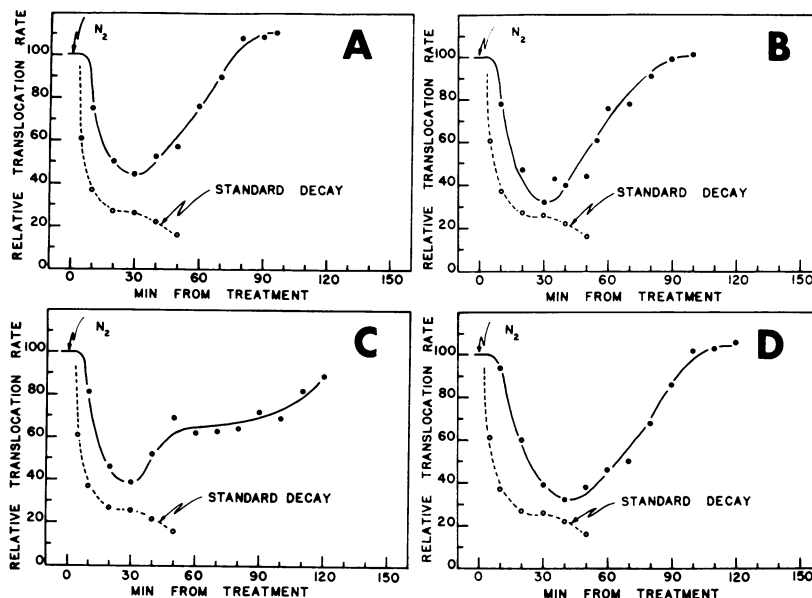 A
N₂
RELATIVE TRANSLOCATION RATE
100
80
60
40
20
0
STANDARD DECAY
0 30 60 90 120 150
MIN FROM TREATMENT
B
N₂
RELATIVE TRANSLOCATION RATE
100
80
60
40
20
0
STANDARD DECAY
0 30 60 90 120 150
MIN FROM TREATMENT
C
N₂
RELATIVE TRANSLOCATION RATE
100
80
60
40
20
0
STANDARD DECAY
0 30 60 90 120 150
MIN FROM TREATMENT
D
N₂
RELATIVE TRANSLOCATION RATE
100
80
60
40
20
0
STANDARD DECAY
0 30 60 90 120 150
MIN FROM TREATMENT